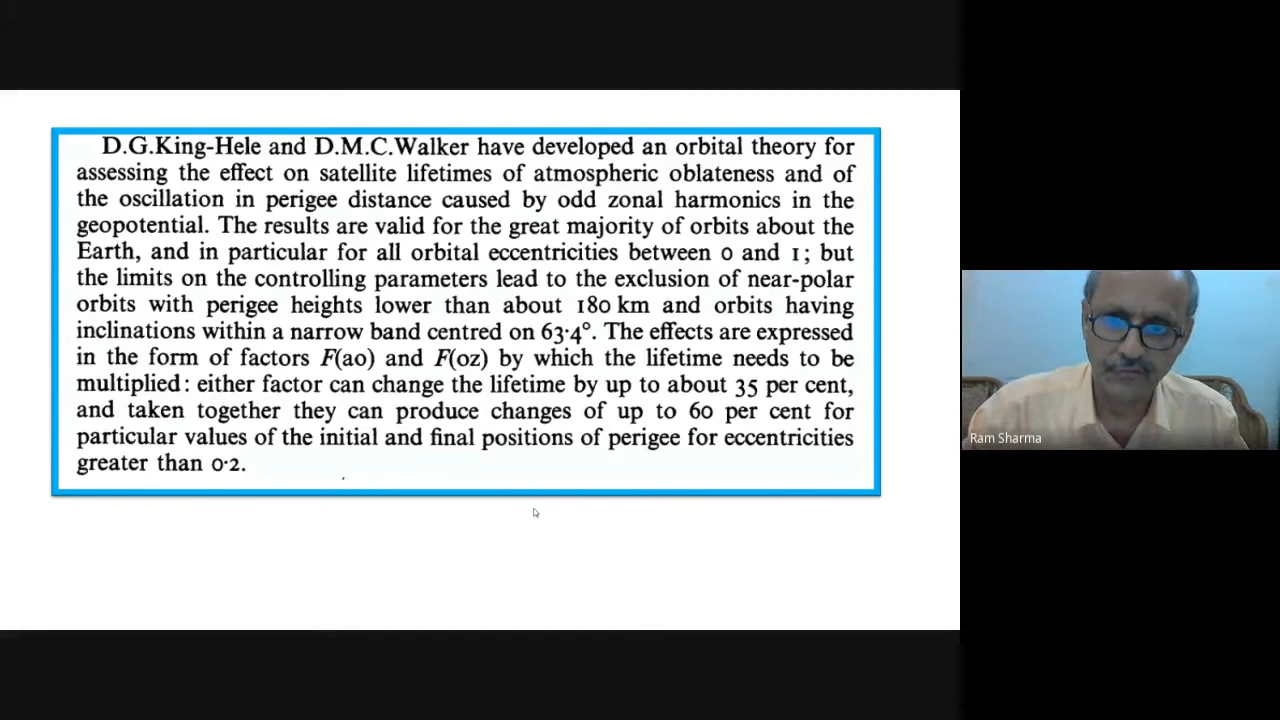 D.G.King-Hele and D.M.C.Walker have developed an orbital theory for
assessing the effect on satellite lifetimes of atmospheric oblateness and of
the oscillation in perigee distance caused by odd zonal harmonics in the
geopotential. The results are valid for the great majority of orbits about the
Earth, and in particular for all orbital eccentricities between 0 and 1; but
the limits on the controlling parameters lead to the exclusion of near-polar
orbits with perigee heights lower than about 180 km and orbits having
inclinations within a narrow band centred on 63·4°. The effects are expressed
in the form of factors F(ao) and F(oz) by which the lifetime needs to be
multiplied: either factor can change the lifetime by up to about 35 per cent,
and taken together they can produce changes of up to 60 per cent for
particular values of the initial and final positions of perigee for eccentricities
greater than 0·2.
Ram Sharma